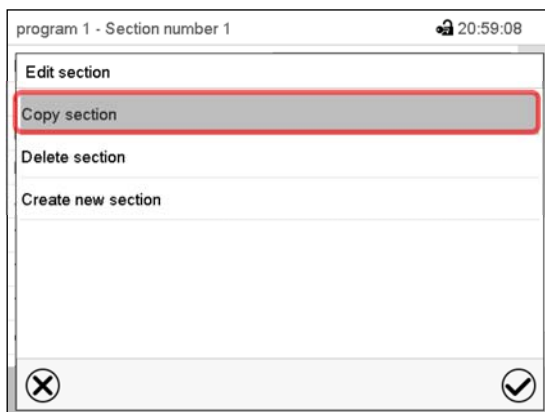 program 1 - Section number 1 20:59:08
Edit section
Copy section
Delete section
Create new section